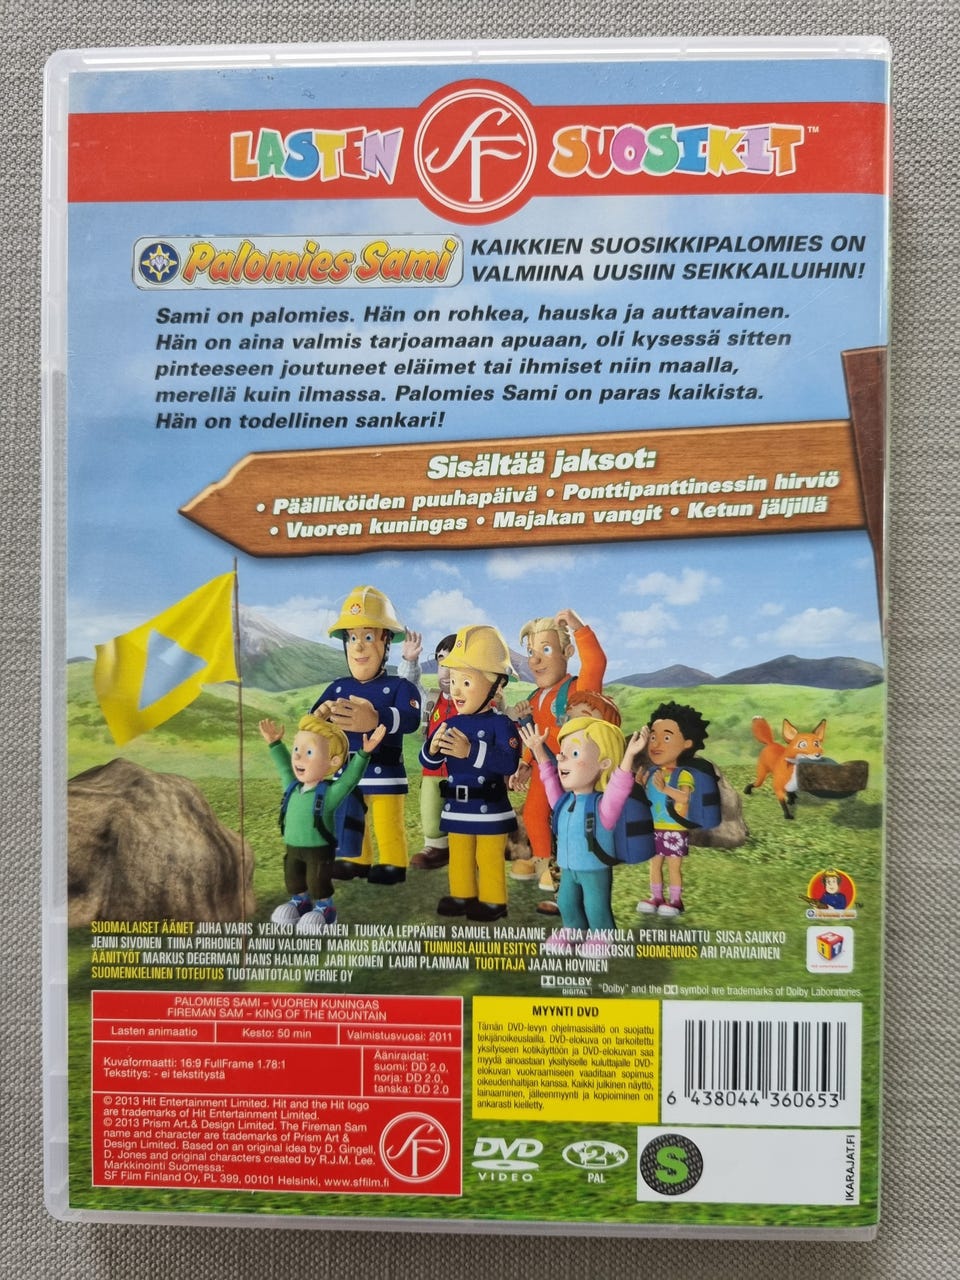 LASTEN SF SUOSIKIT™
Palomies Sami
KAIKKIEN SUOSIKKIPALOMIES ON
VALMIINA UUSIIN SEIKKAILUIHIN!
Sami on palomies. Hän on rohkea, hauska ja auttavainen.
Hän on aina valmis tarjoamaan apuaan, oli kysessä sitten
pinteeseen joutuneet eläimet tai ihmiset niin maalla,
merellä kuin ilmassa. Palomies Sami on paras kaikista.
Hän on todellinen sankari!
Sisältää jaksot:
• Päälliköiden puuhapäivä • Ponttipanttinessin hirviö
• Vuoren kuningas • Majakan vangit • Ketun jäljillä
SUOMALAISET ÄÄNET JUHA VARIS VEIKKO HONKANEN TUUKKA LEPPÄNEN SAMUEL HARJANNE KATJA AAKKULA PETRI HANTTU SUSA SAUKKO
JENNI SIVONEN TIINA PIRHONEN ANNU VALONEN MARKUS BÄCKMAN TUNNUSLAULUN ESITYS PEKKA KUORIKOSKI SUOMENNOS ARI PARVIAINEN
ÄÄNITYÖT MARKUS DEGERMAN HANS HALMARI JARI IKONEN LAURI PLANMAN TUOTTAJA JAANA HOVINEN
SUOMENKIELINEN TOTEUTUS TUOTANTOTALO WERNE OY
DOLBY
DIGITAL
"Dolby" and the DD symbol are trademarks of Dolby Laboratories.
PALOMIES SAMI – VUOREN KUNINGAS
FIREMAN SAM – KING OF THE MOUNTAIN
Lasten animaatio
Kesto: 50 min
Valmistusvuosi: 2011
Kuvaformaatti: 16:9 FullFrame 1.78:1
Tekstitys: - ei tekstitystä
Ääniraidat:
suomi: DD 2.0,
norja: DD 2.0,
tanska: DD 2.0
© 2013 Hit Entertainment Limited. Hit and the Hit logo
are trademarks of Hit Entertainment Limited.
© 2013 Prism Art.& Design Limited. The Fireman Sam
name and character are trademarks of Prism Art &
Design Limited. Based on an original idea by D. Gingell,
D. Jones and original characters created by R.J.M. Lee.
Markkinointi Suomessa:
SF Film Finland Oy, PL 399, 00101 Helsinki, www.sffilm.fi
SF
MYYNTI DVD
Tämän DVD-levyn ohjelmasisältö on suojattu
tekijänoikeuslailla. DVD-elokuva on tarkoitettu
yksityiseen kotikäyttöön ja DVD-elokuvan saa
myydä ainoastaan yksityiselle kuluttajalle DVD-
elokuvan vuokraamiseen vaaditaan sopimus
oikeudenhaltijan kanssa. Kaikki julkinen näyttö,
lainaaminen, jälleenmyynti ja kopioiminen on
ankarasti kielletty.
6 438044 360653
DVD
VIDEO
2
PAL
S
IKARAJAT.FI